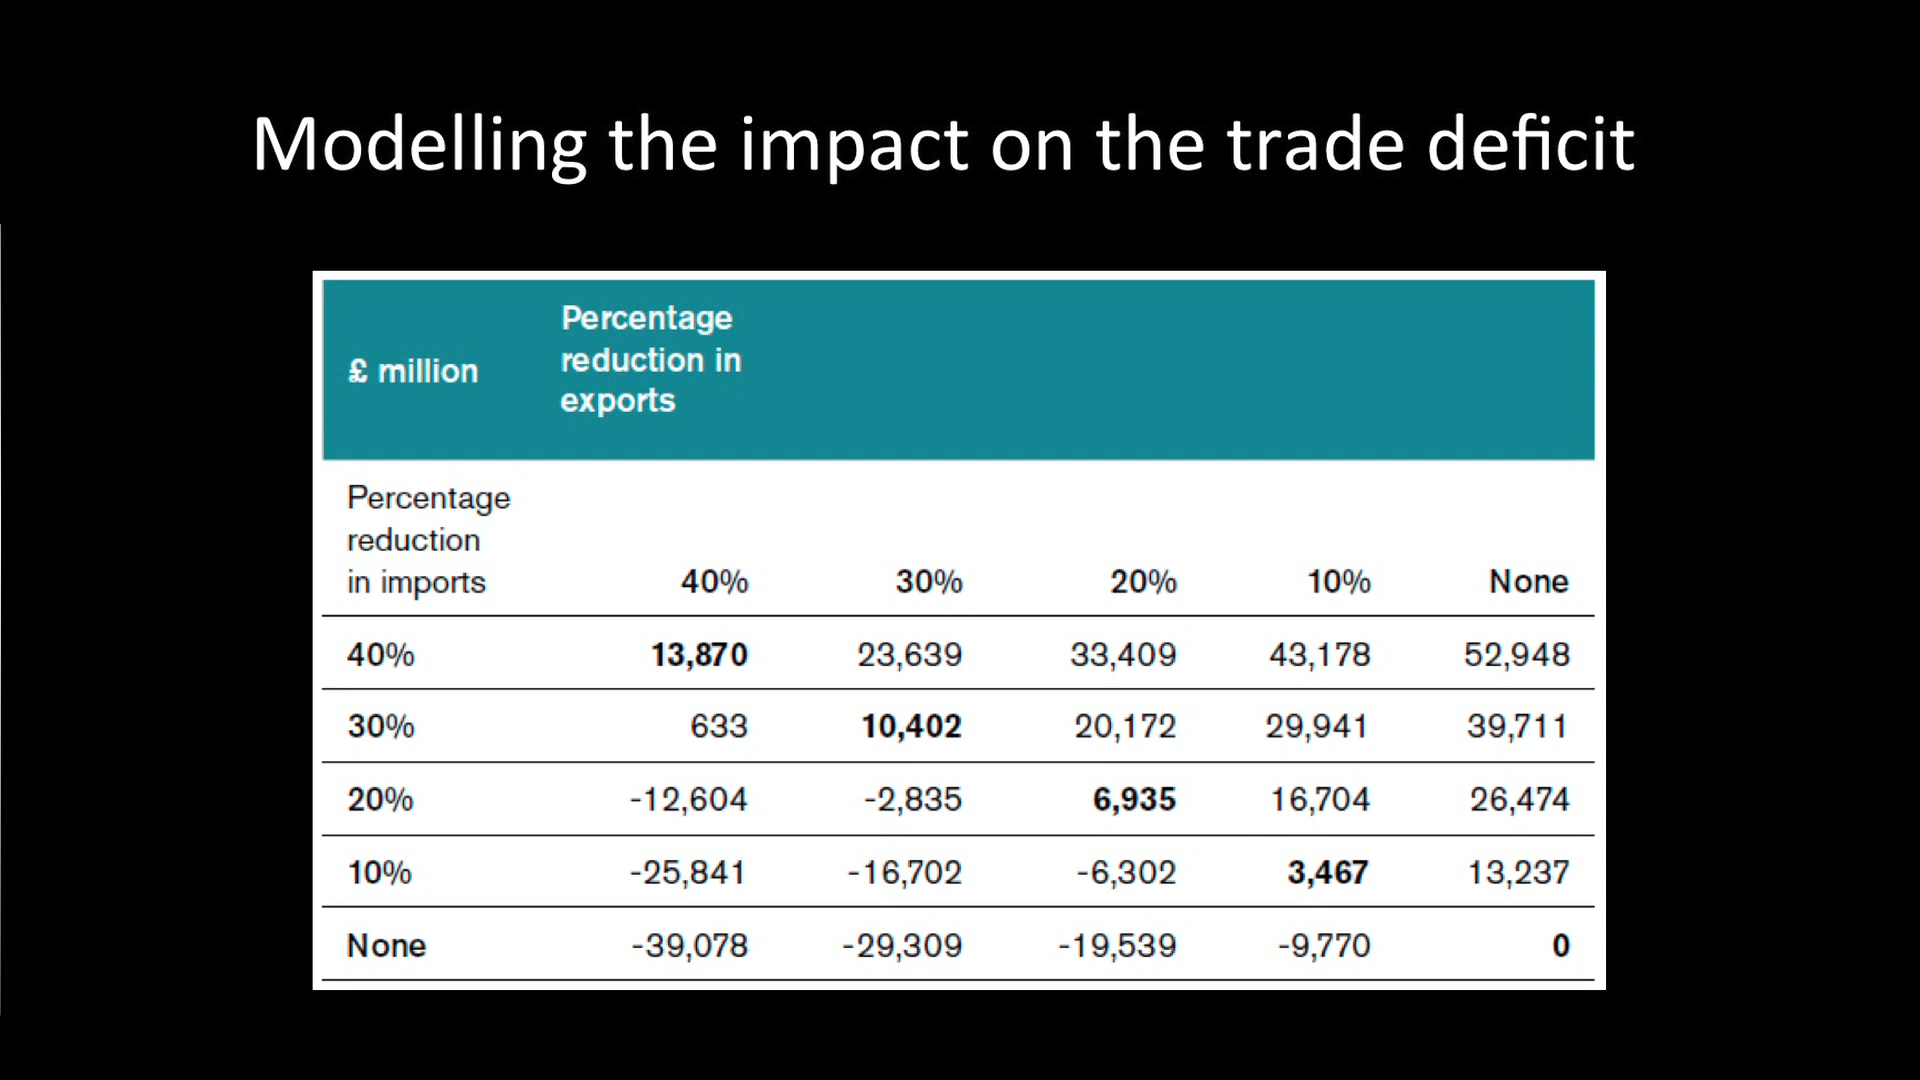 Modelling the impact on the trade deficit
£ million
Percentage
reduction in
exports
Percentage
reduction
in imports 40% 30% 20% 10% None
40% 13,870 23,639 33,409 43,178 52,948
30% 633 10,402 20,172 29,941 39,711
20% -12,604 -2,835 6,935 16,704 26,474
10% -25,841 -16,702 -6,302 3,467 13,237
None -39,078 -29,309 -19,539 -9,770 0